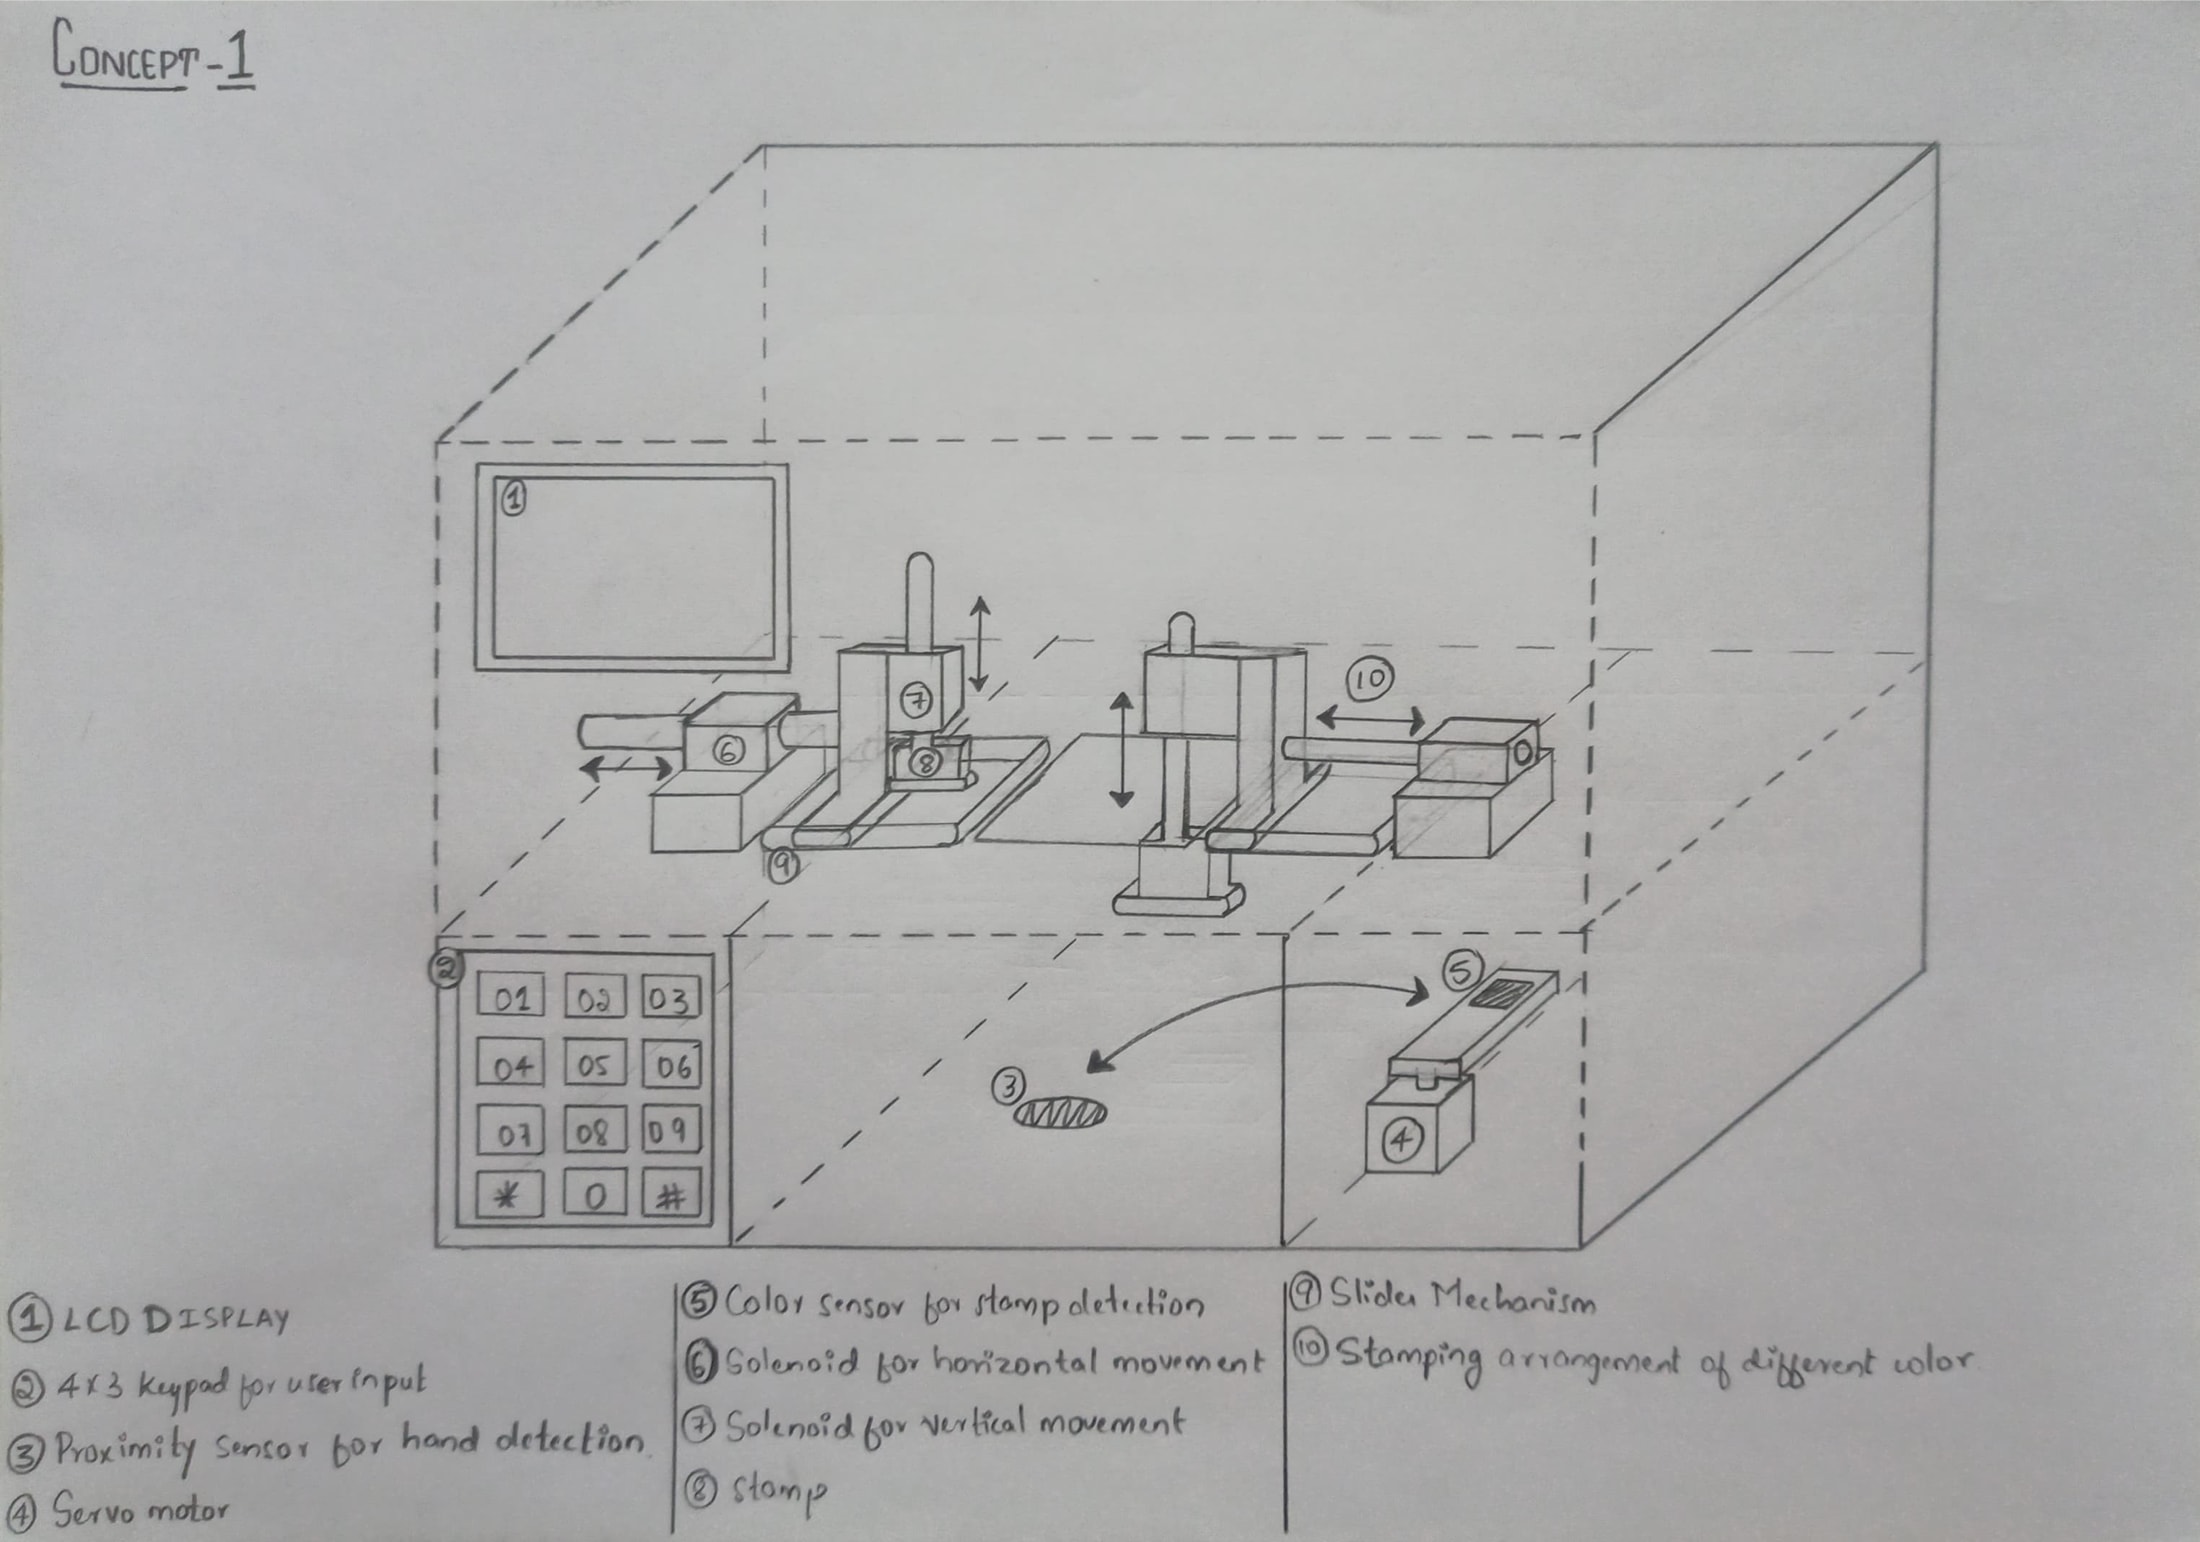 CONCEPT-1
1
10
7
6
8
9
2
5
01 02 03
04 05 06
3
07 08 09
4
* 0 #
① LCD DISPLAY
② 4x3 Keypad for user input
③ Proximity sensor for hand detection.
④ Servo motor
⑤ Color sensor for stamp detection
⑥ Solenoid for horizontal movement
⑦ Solenoid for vertical movement
⑧ stamp
⑨ Slider Mechanism
⑩ Stamping arrangement of different color